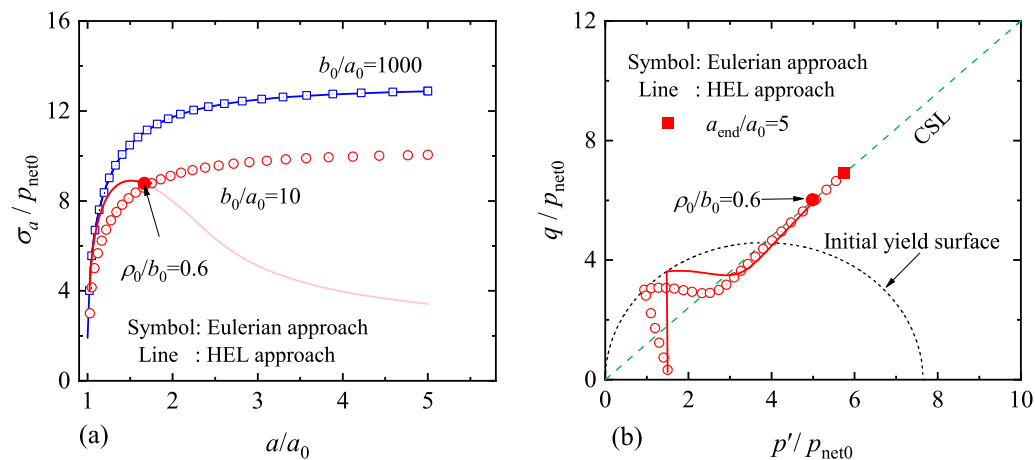 16
12
8
4
0
σa / pnet0
b0/a0=1000
b0/a0=10
ρ0/b0=0.6
Symbol: Eulerian approach
Line : HEL approach
1 2 3 4 5
(a)
a/a0
12
8
4
0
q / pnet0
Symbol: Eulerian approach
Line : HEL approach
aend/a0=5
CSL
ρ0/b0=0.6
Initial yield surface
0 2 4 6 8 10
(b)
p′/ pnet0